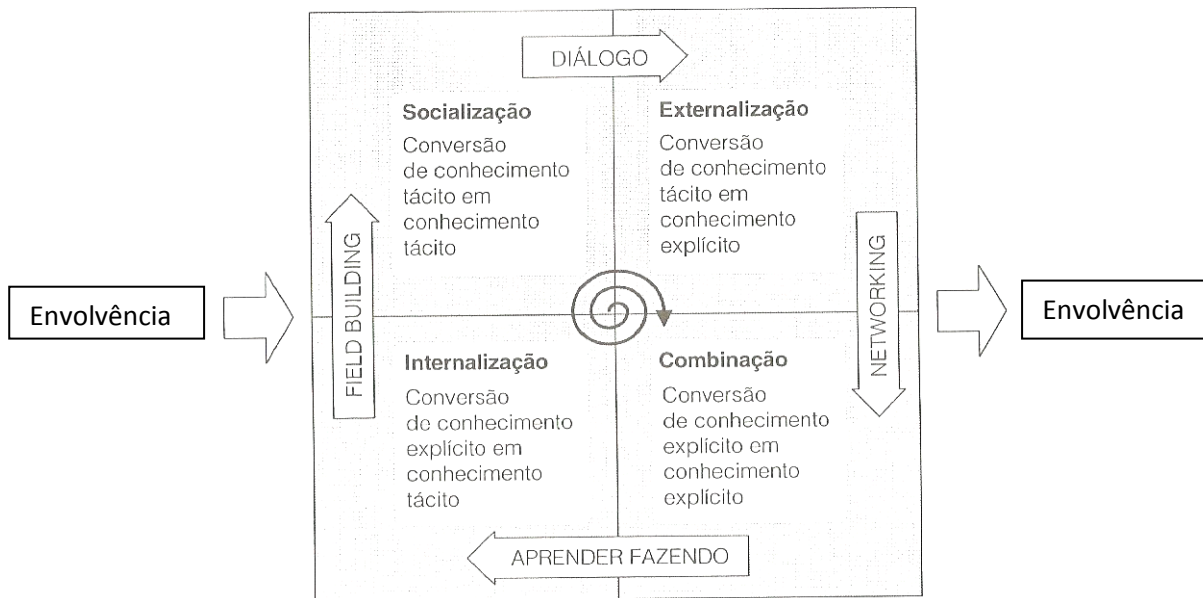 DIÁLOGO
Socialização
Conversão
de conhecimento
tácito em
conhecimento
tácito
Externalização
Conversão
de conhecimento
tácito em
conhecimento
explícito
Envolvência
FIELD BUILDING
NETWORKING
Envolvência
Internalização
Conversão
de conhecimento
explícito em
conhecimento
tácito
Combinação
Conversão
de conhecimento
explícito em
conhecimento
explícito
APRENDER FAZENDO